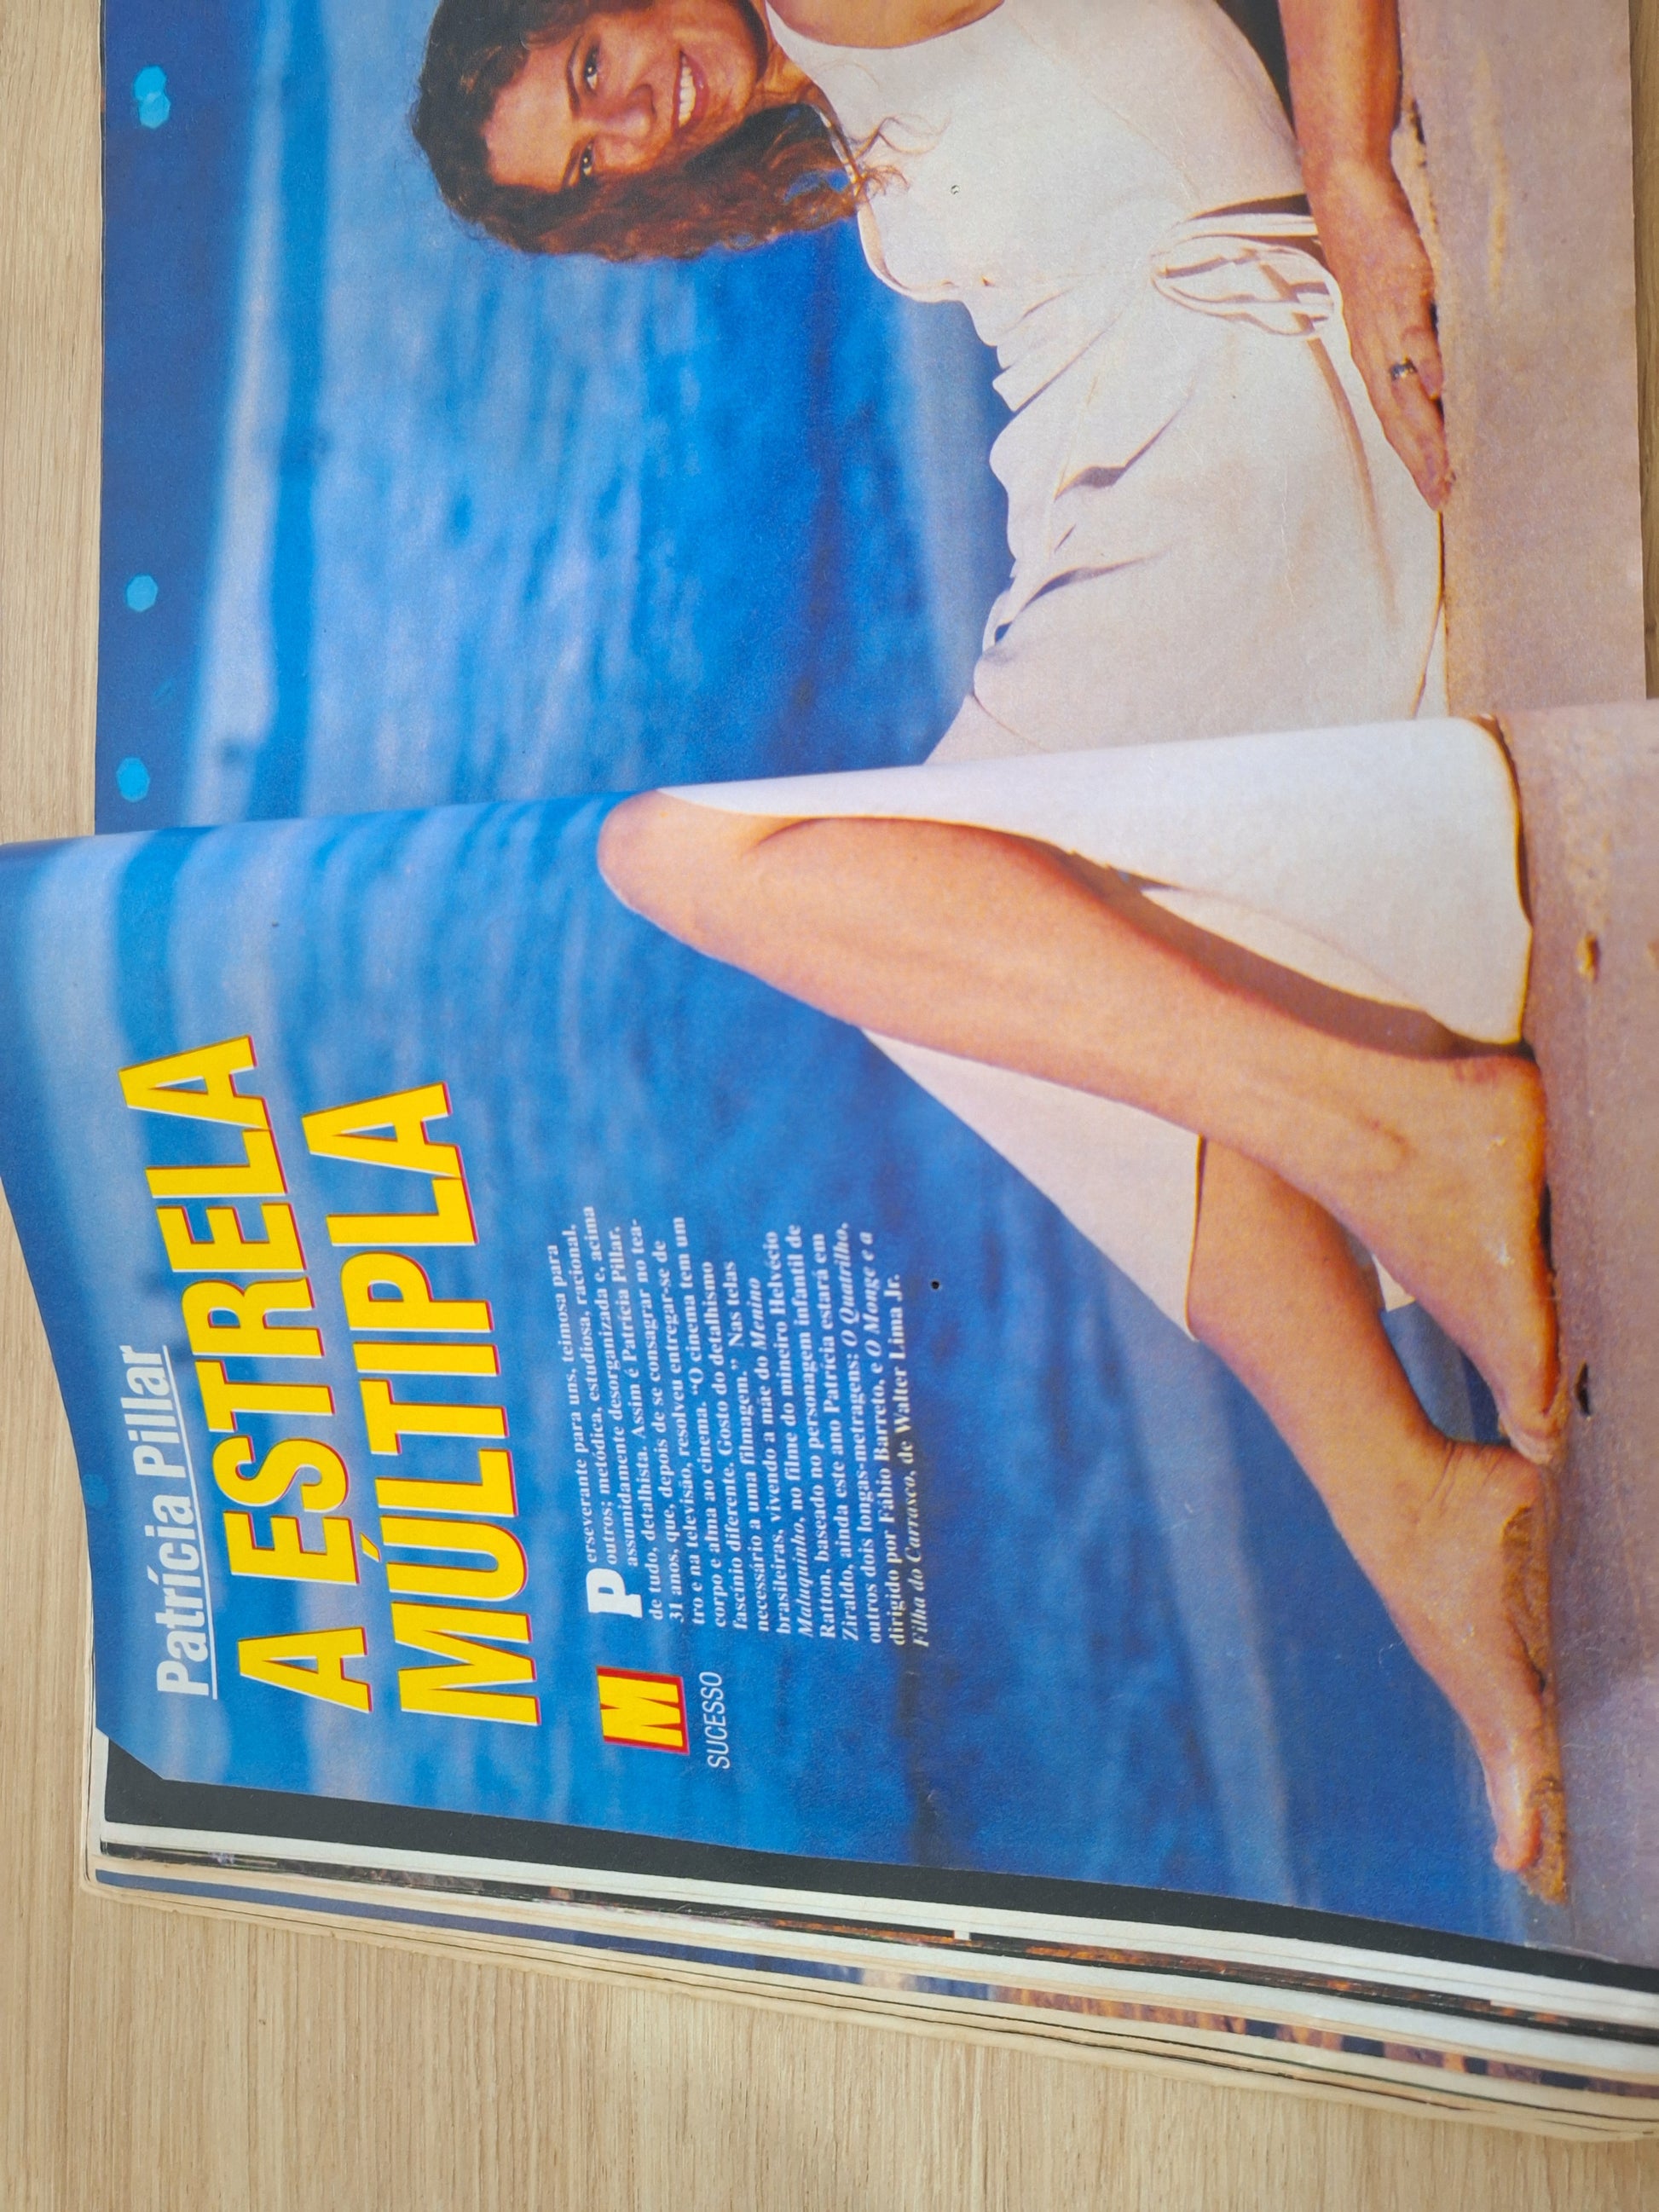 Patrícia Pillar
A ESTRELA
MÚLTIPLA
M
SUCESSO
Perseverante para uns, teimosa para
outros; metódica, estudiosa, racional,
assumidamente desorganizada e, acima
de tudo, detalhista. Assim é Patrícia Pillar,
31 anos, que, depois de se consagrar no tea-
tro e na televisão, resolveu entregar-se de
corpo e alma ao cinema. “O cinema tem um
fascínio diferente. Gosto do detalhismo
necessário a uma filmagem.” Nas telas
brasileiras, vivendo a mãe do Menino
Maluquinho, no filme do mineiro Helvécio
Ratton, baseado no personagem infantil de
Ziraldo, ainda este ano Patrícia estará em
outros dois longas-metragens: O Quatrilho,
dirigido por Fábio Barreto, e O Monge e a
Filha do Carrasco, de Walter Lima Jr.